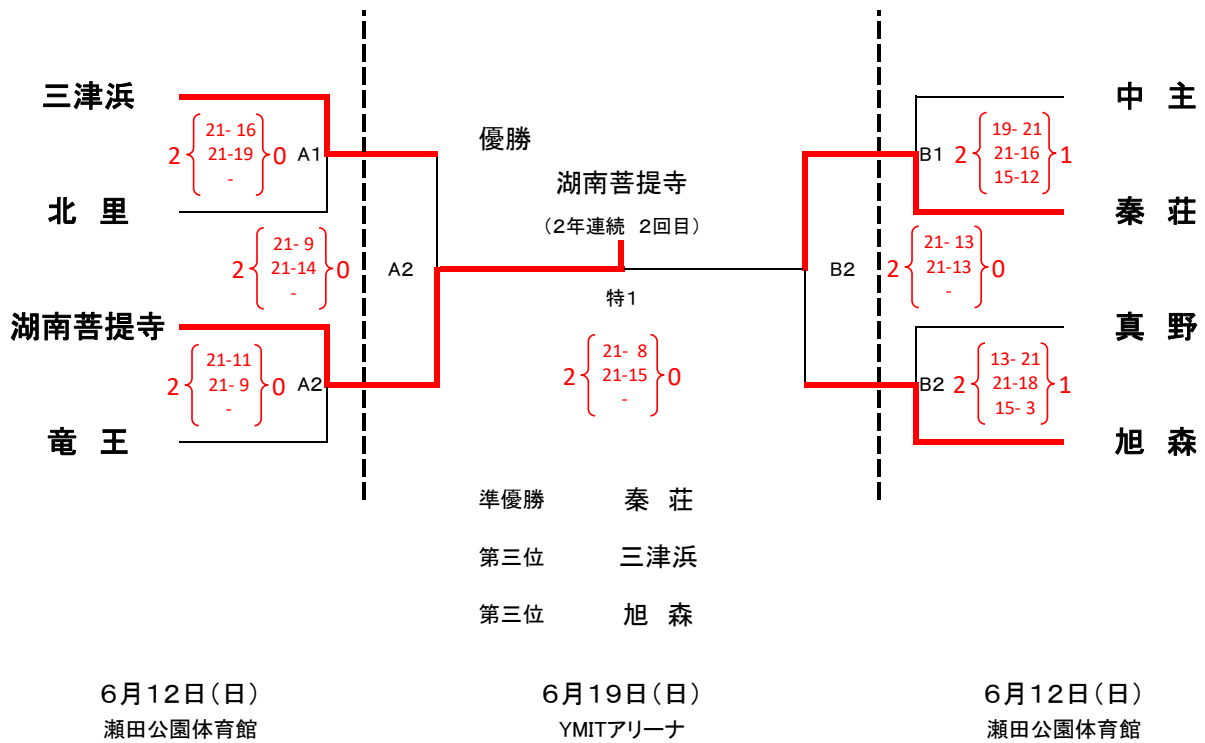 三津浜
2 21- 16 0
21-19
-
A1
北 里
2 21- 9 0
21-14
-
A2
湖南菩提寺
2 21-11 0
21- 9
-
A2
竜 王
優勝
湖南菩提寺
（2年連続 2回目）
特1
2 21- 8 0
21-15
-
中 主
B1
2 19- 21 1
21-16
15-12
秦 荘
B2
2 21- 13 0
21-13
-
真 野
B2
2 13- 21 1
21-18
15- 3
旭 森
準優勝 秦 荘
第三位 三津浜
第三位 旭 森
6月12日（日）
瀬田公園体育館
6月19日（日）
YMITアリーナ
6月12日（日）
瀬田公園体育館